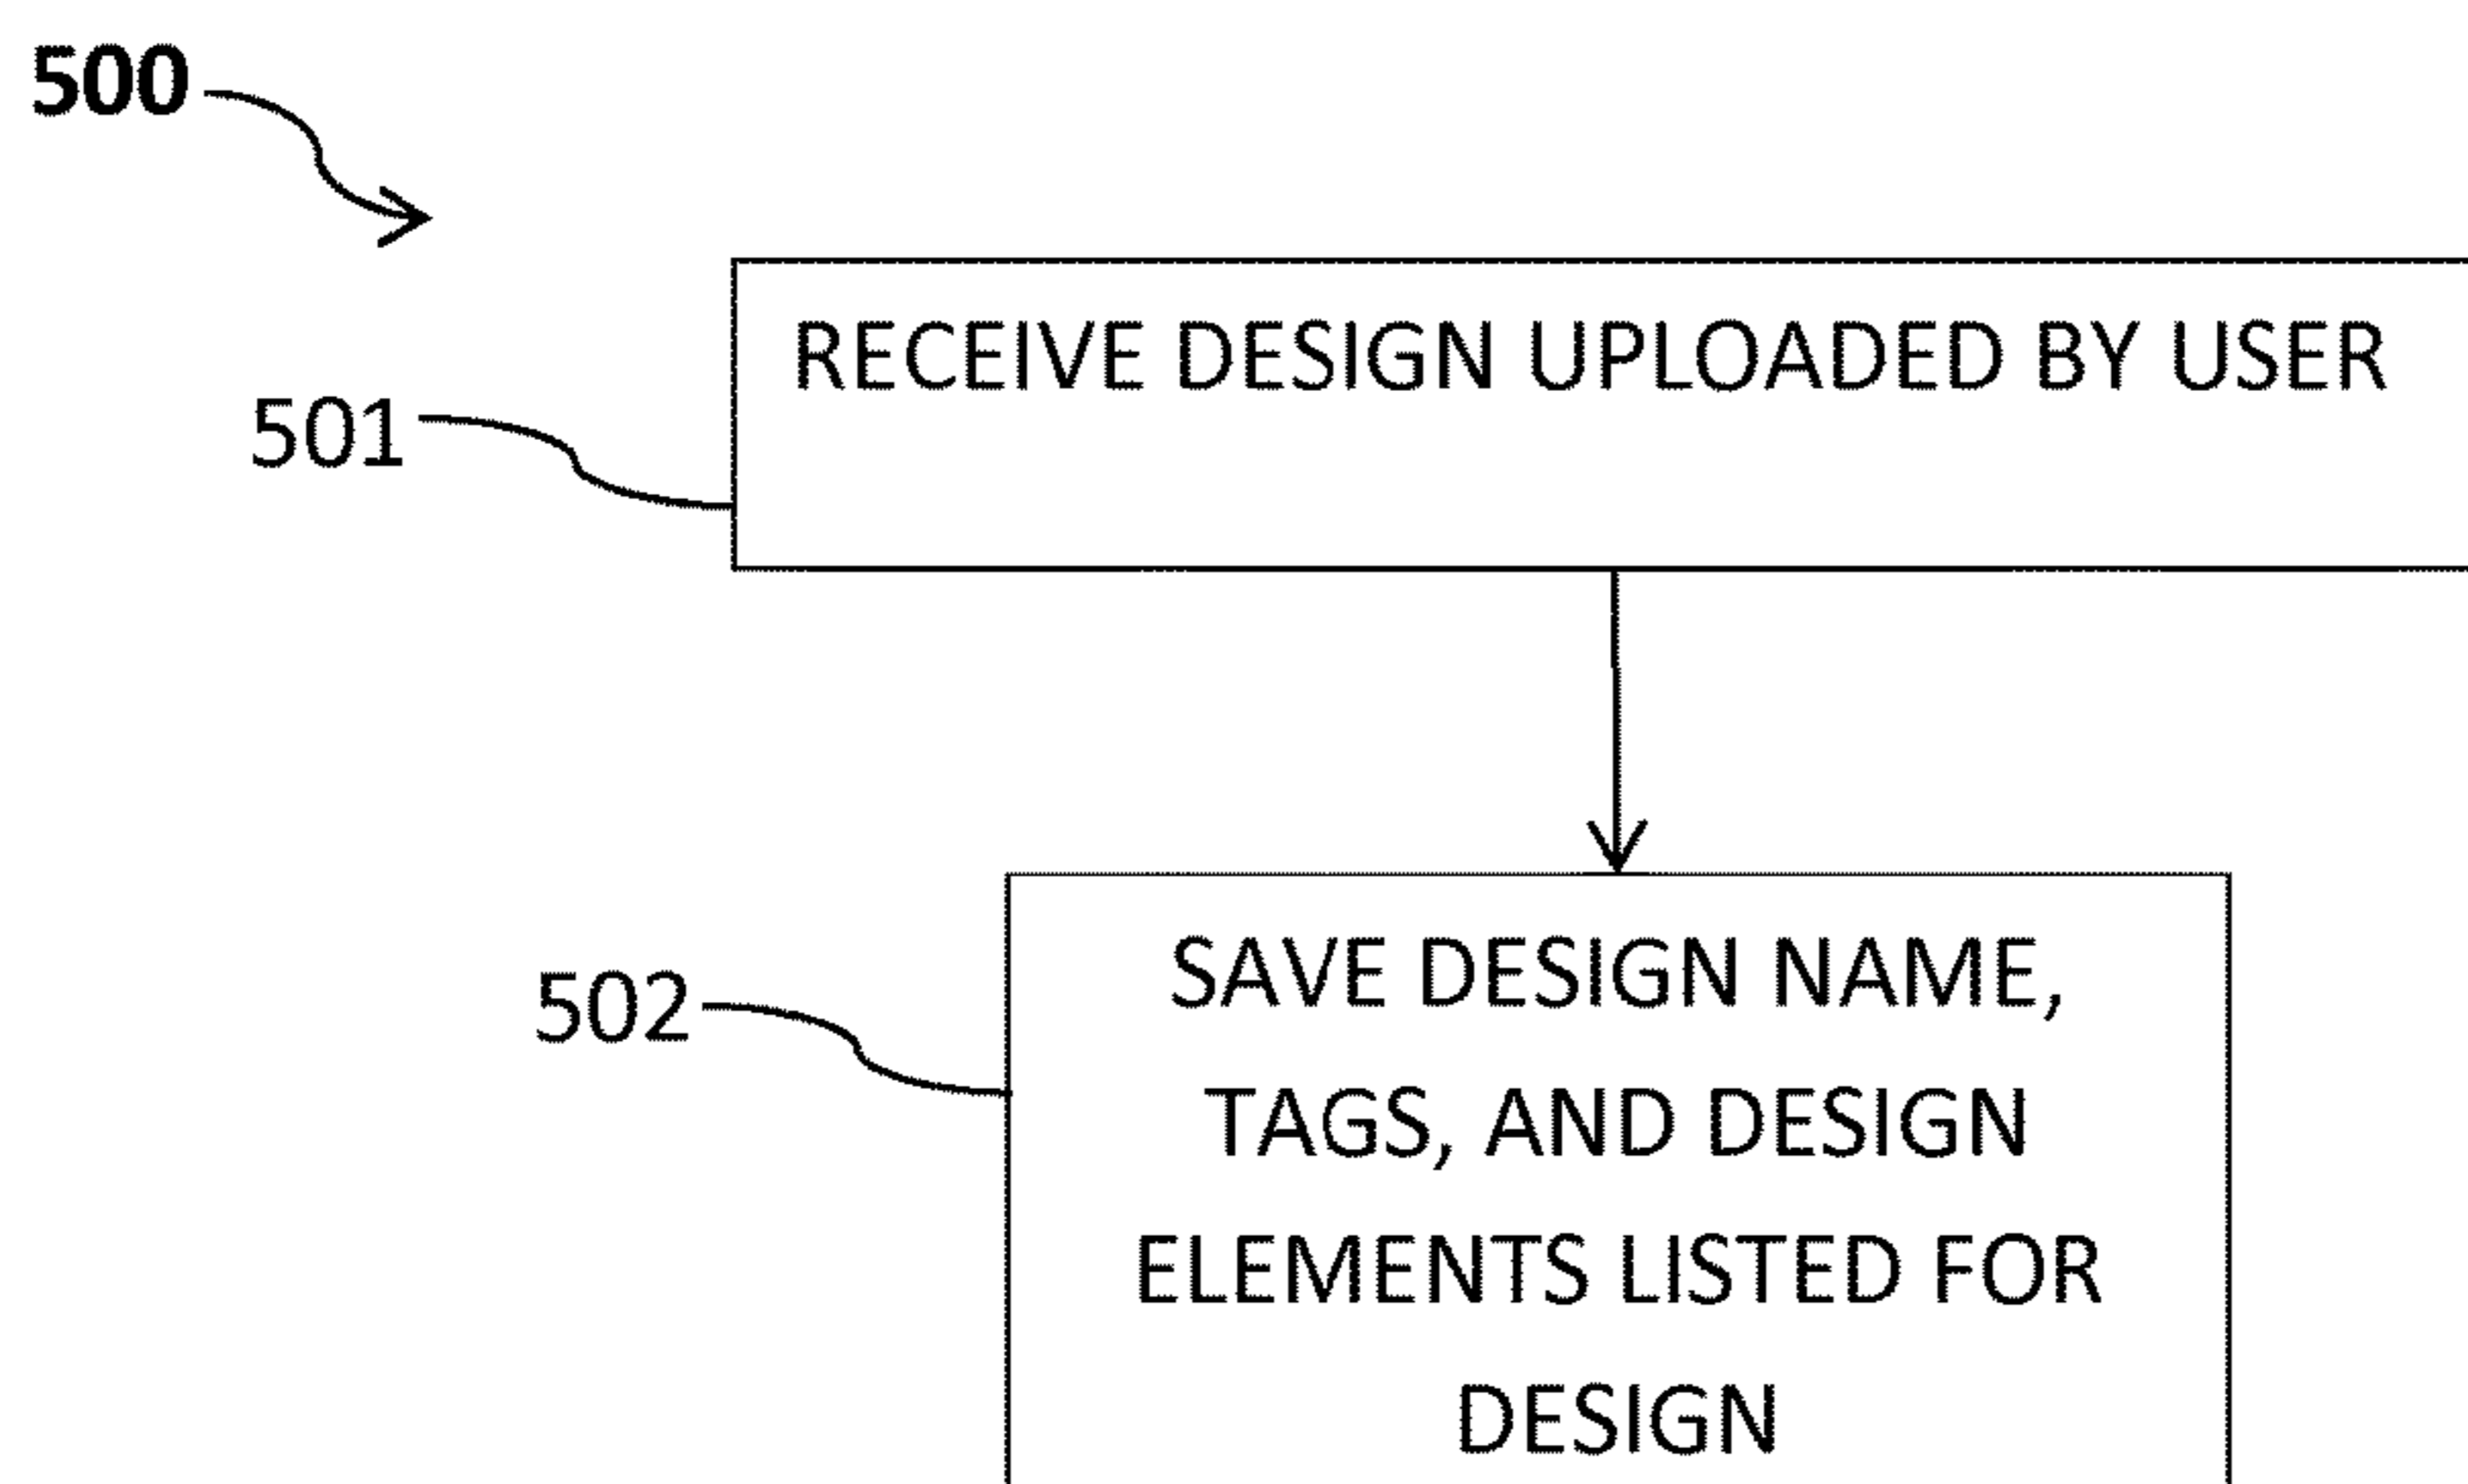 500
RECEIVE DESIGN UPLOADED BY USER
501
SAVE DESIGN NAME,
502
TAGS, AND DESIGN
ELEMENTS LISTED FOR
DESIGN